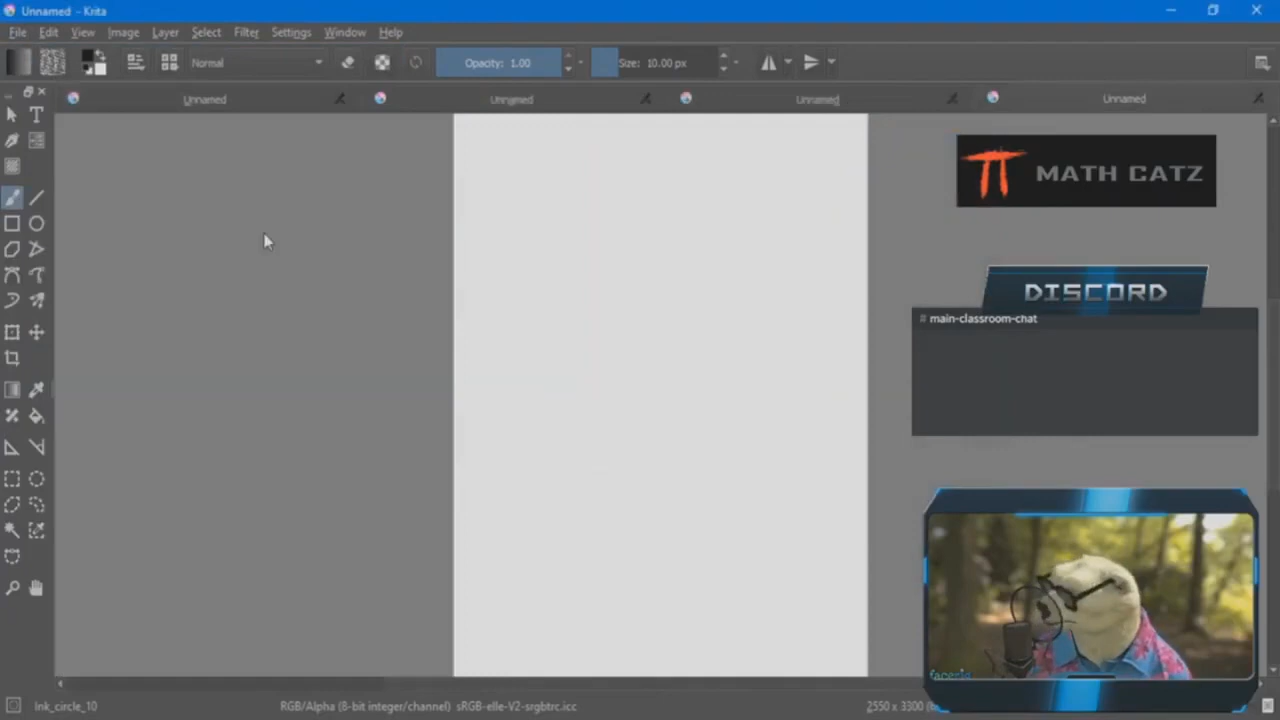 Unnamed - Krita
File Edit View Image Layer Select Filter Settings Window Help
Normal Opacity: 1.00 Size: 10.00 px
Unnamed Unnamed Unnamed Unnamed
MATH CATZ
DISCORD
# main-classroom-chat
facerig
Ink_circle_10 RGB/Alpha (8-bit integer/channel) sRGB-elle-V2-srgbtrc.icc 2550 x 3300